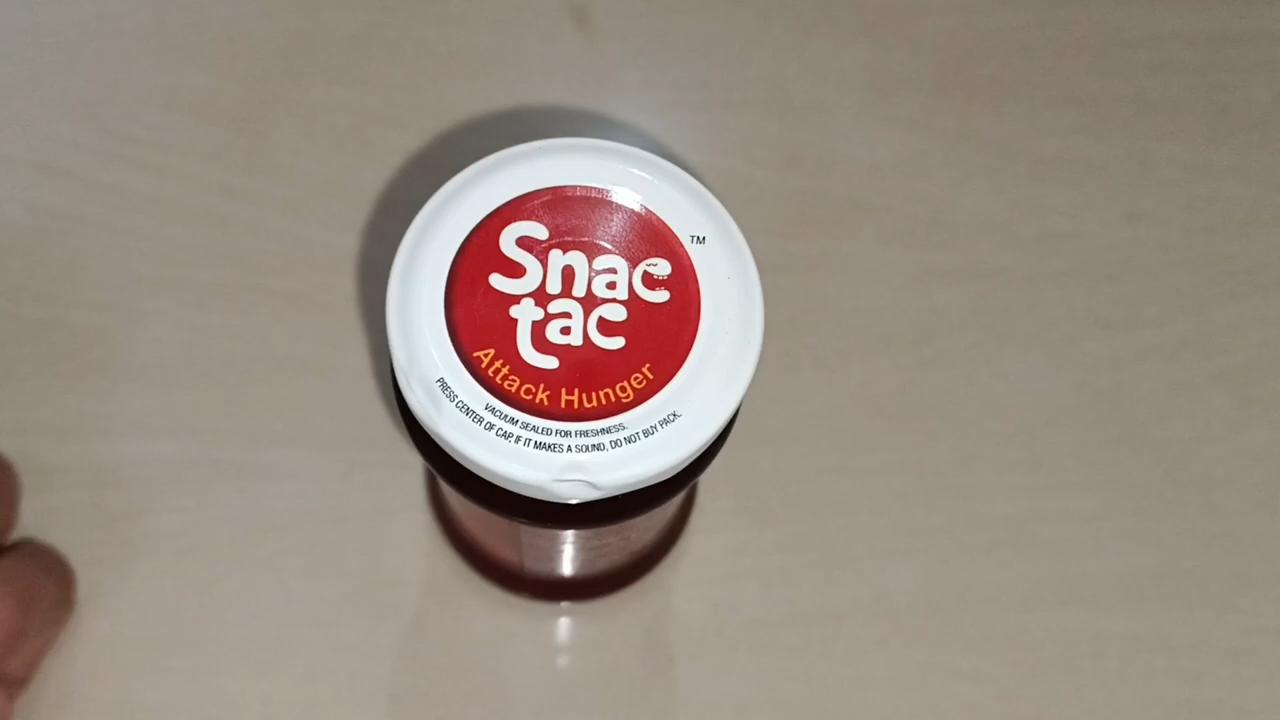 Snac
tac
TM
Attack Hunger
VACUUM SEALED FOR FRESHNESS.
PRESS CENTER OF CAP, IF IT MAKES A SOUND, DO NOT BUY PACK.